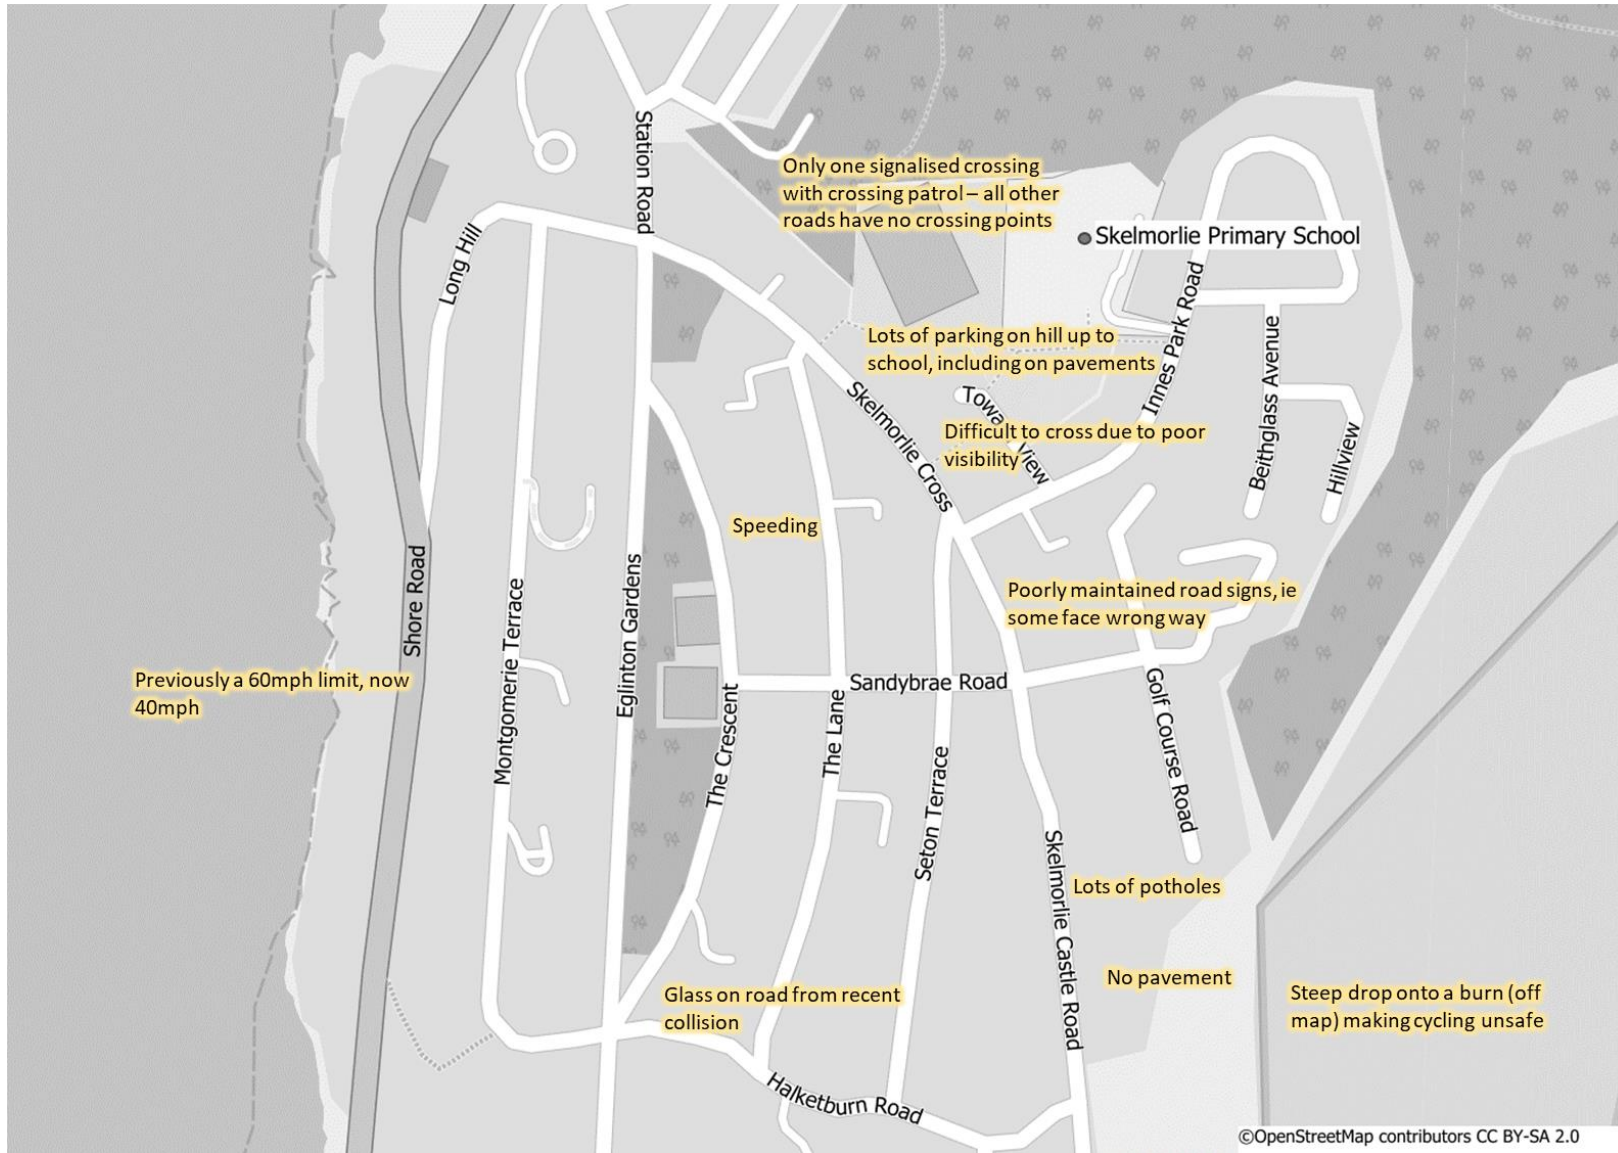 Station Road
Only one signalised crossing
with crossing patrol – all other
roads have no crossing points
Skelmorlie Primary School
Long Hill
Innes Park Road
Lots of parking on hill up to
school, including on pavements
Beithglass Avenue
Skelmorlie Cross
Towa View
Difficult to cross due to poor
visibility
Hillview
Speeding
Shore Road
Montgomerie Terrace
Eglinton Gardens
Poorly maintained road signs, ie
some face wrong way
Previously a 60mph limit, now
40mph
Sandybrae Road
The Crescent
The Lane
Golf Course Road
Seton Terrace
Skelmorlie Castle Road
Lots of potholes
No pavement
Glass on road from recent
collision
Steep drop onto a burn (off
map) making cycling unsafe
Halketburn Road
©OpenStreetMap contributors CC BY-SA 2.0